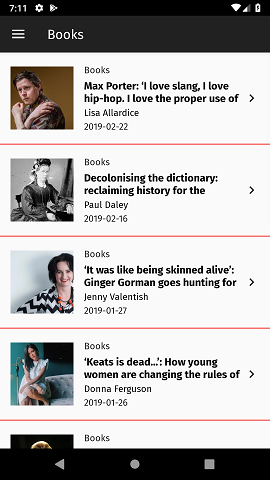 7:11
Books
Books
Max Porter: ‘I love slang, I love
hip-hop. I love the proper use of
Lisa Allardice
2019-02-22
Books
Decolonising the dictionary:
reclaiming history for the
Paul Daley
2019-02-16
Books
‘It was like being skinned alive’:
Ginger Gorman goes hunting for
Jenny Valentish
2019-01-27
Books
‘Keats is dead...’: How young
women are changing the rules of
Donna Ferguson
2019-01-26
Books